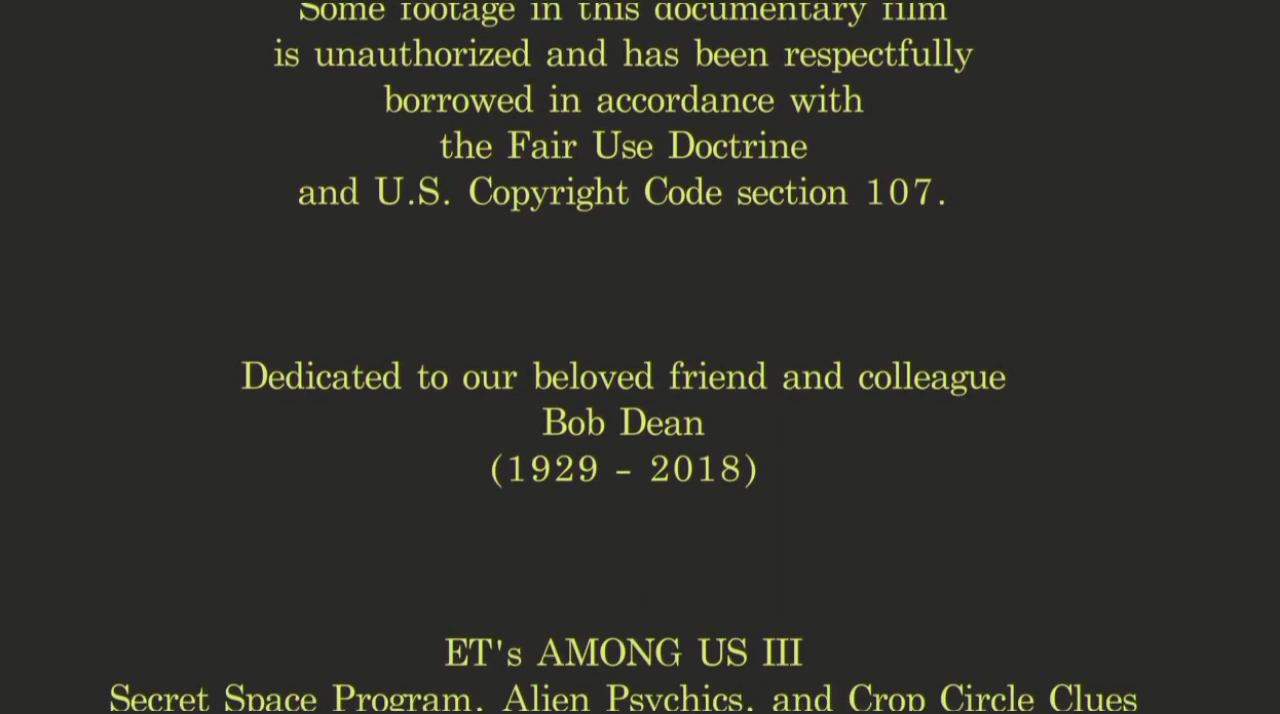 Some footage in this documentary film
is unauthorized and has been respectfully
borrowed in accordance with
the Fair Use Doctrine
and U.S. Copyright Code section 107.
Dedicated to our beloved friend and colleague
Bob Dean
(1929 - 2018)
ET's AMONG US III
Secret Space Program, Alien Psychics, and Crop Circle Clues